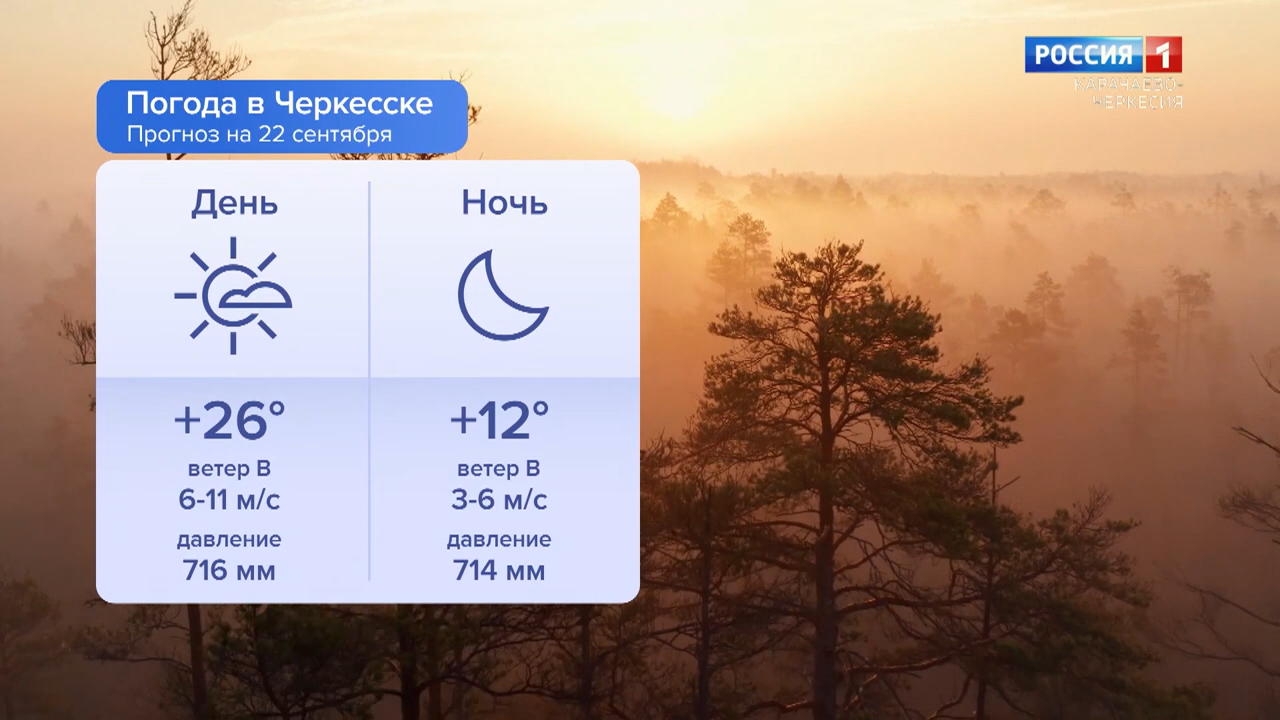 РОССИЯ 1
КАРАЧАЕВО-
ЧЕРКЕСИЯ
Погода в Черкесске
Прогноз на 22 сентября
День
Ночь
+26°
+12°
ветер В
ветер В
6-11 м/с
3-6 м/с
давление
давление
716 мм
714 мм